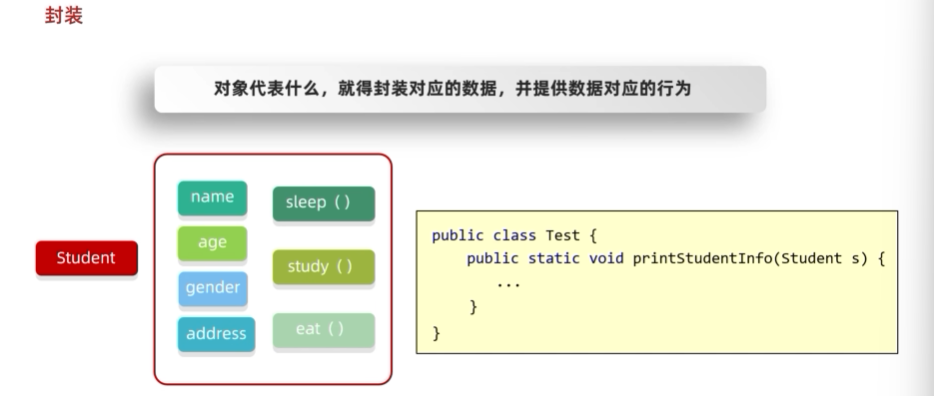 封装
对象代表什么，就得封装对应的数据，并提供数据对应的行为
Student
name
age
gender
address
sleep（）
study（）
eat（）
public class Test {
    public static void printStudentInfo(Student s) {
        ...
    }
}